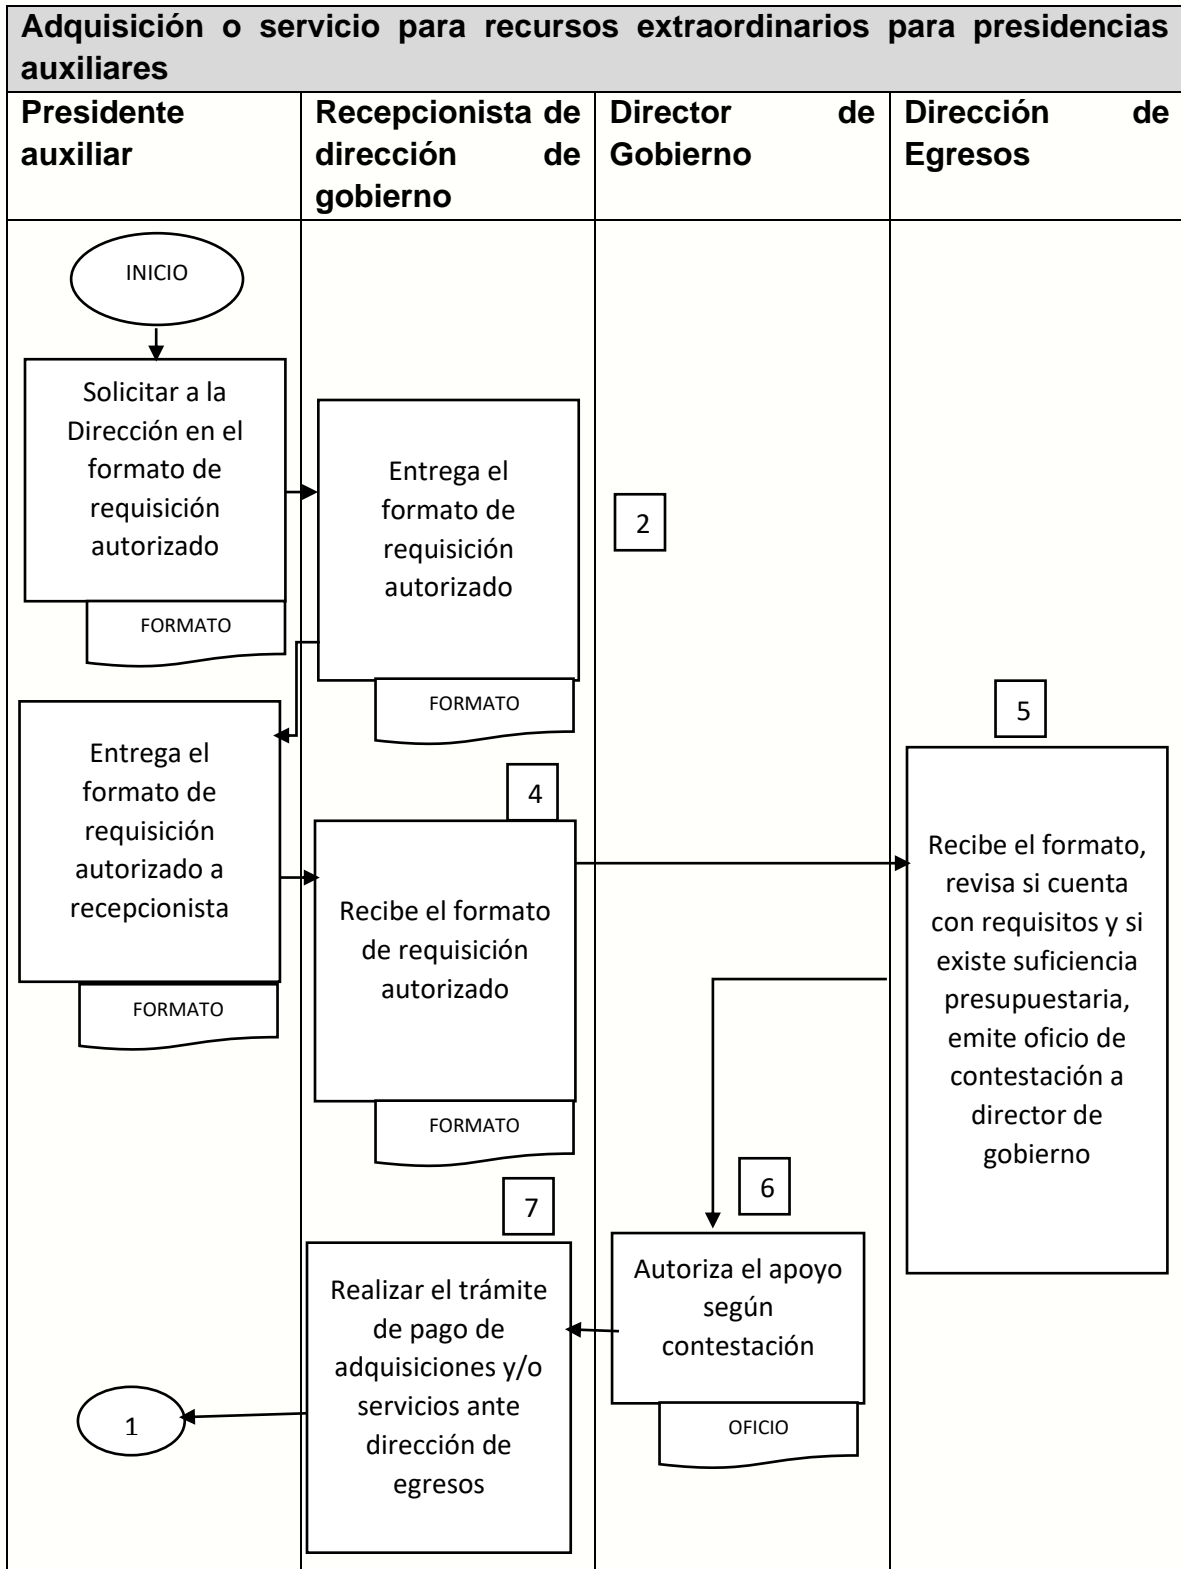 Adquisición o servicio para recursos extraordinarios para presidencias
auxiliares
Presidente
auxiliar
Recepcionista de
dirección de
gobierno
Director de
Gobierno
Dirección de
Egresos
INICIO
Solicitar a la
Dirección en el
formato de
requisición
autorizado
FORMATO
Entrega el
formato de
requisición
autorizado
FORMATO
2
Entrega el
formato de
requisición
autorizado a
recepcionista
FORMATO
4
Recibe el formato
de requisición
autorizado
FORMATO
5
Recibe el formato,
revisa si cuenta
con requisitos y si
existe suficiencia
presupuestaria,
emite oficio de
contestación a
director de
gobierno
6
Autoriza el apoyo
según
contestación
OFICIO
7
Realizar el trámite
de pago de
adquisiciones y/o
servicios ante
dirección de
egresos
1